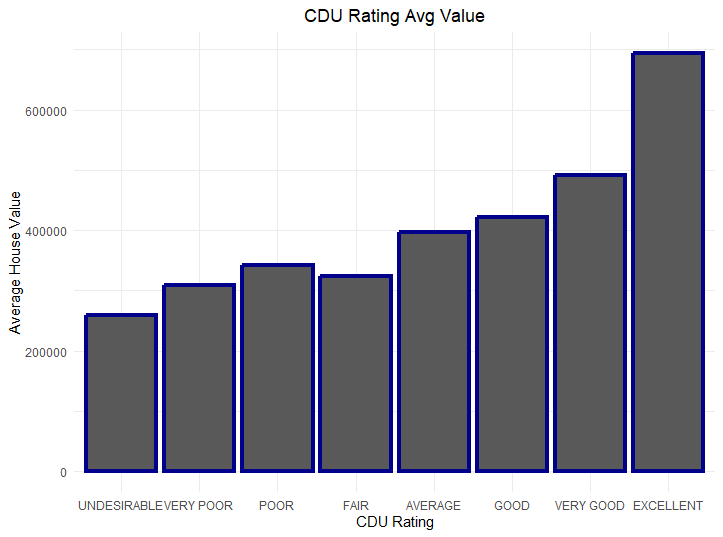 CDU Rating Avg Value
Average House Value
600000
400000
200000
0
UNDESIRABLE VERY POOR POOR FAIR AVERAGE GOOD VERY GOOD EXCELLENT
CDU Rating